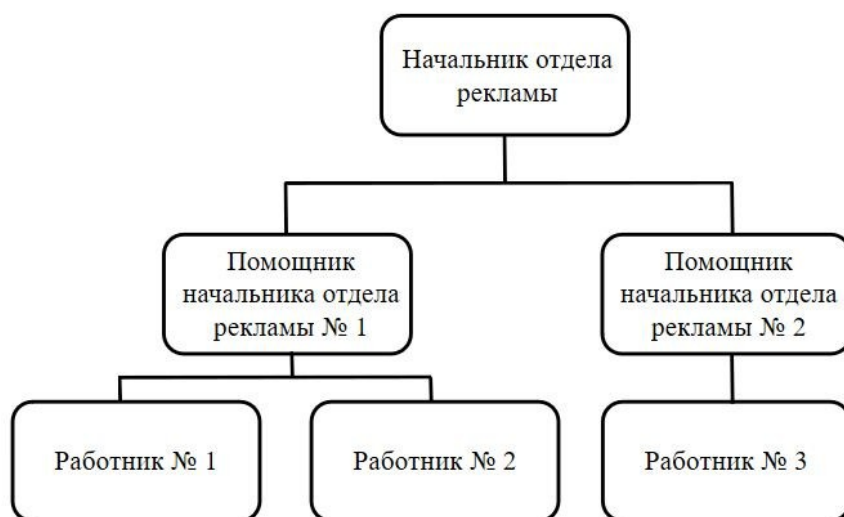 Начальник отдела
рекламы
Помощник
начальника отдела
рекламы № 1
Помощник
начальника отдела
рекламы № 2
Работник № 1
Работник № 2
Работник № 3